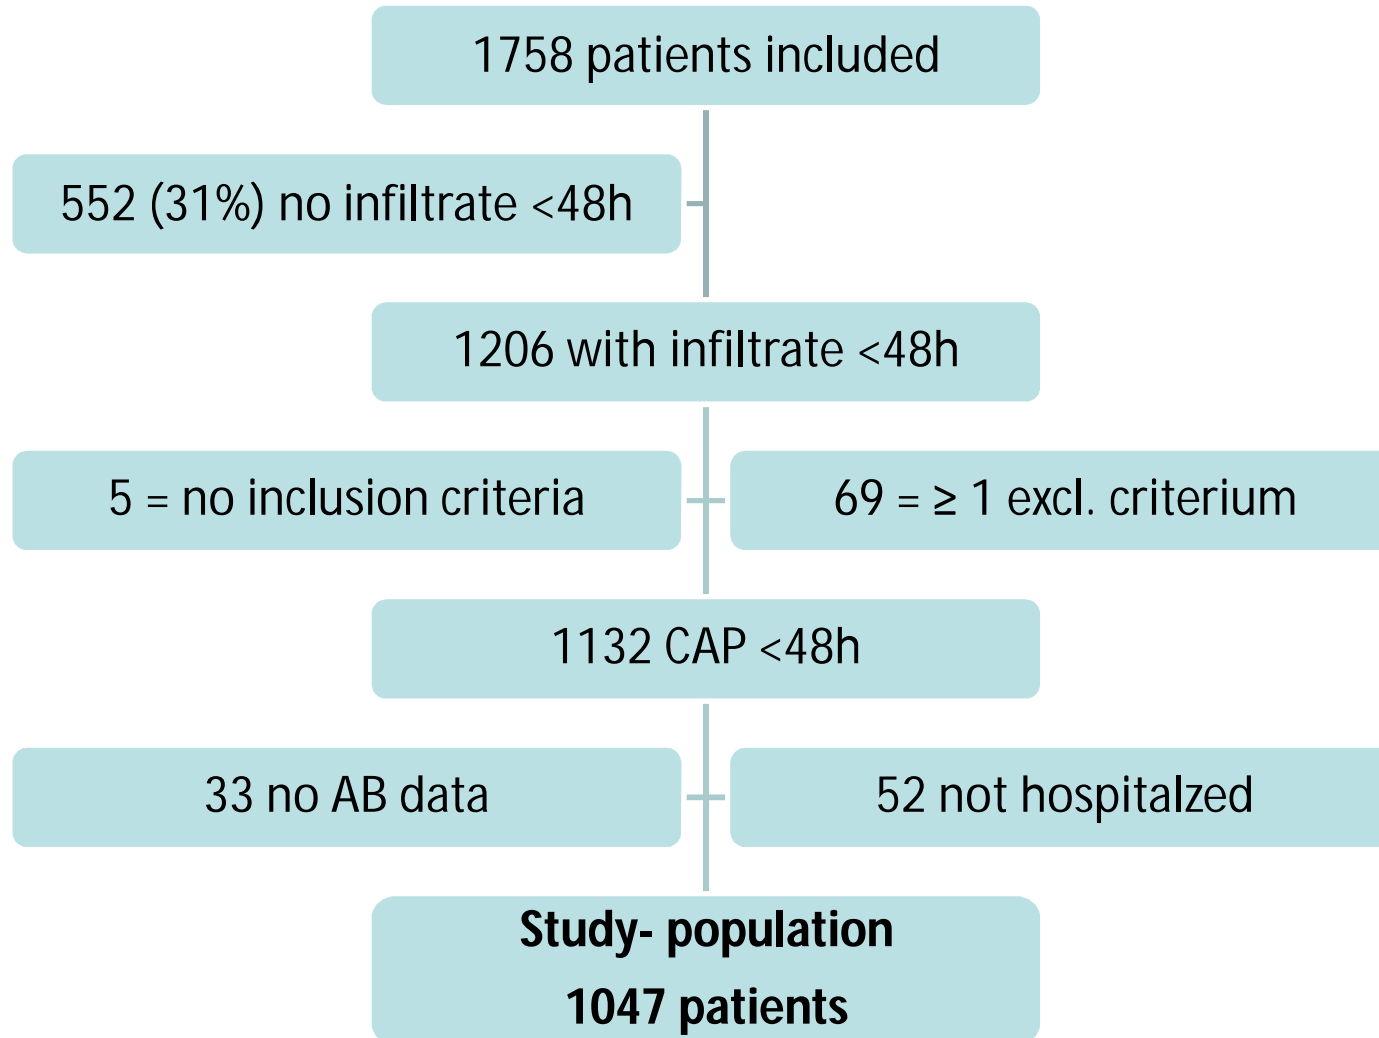 1758 patients included
552 (31%) no infiltrate <48h
1206 with infiltrate <48h
5 = no inclusion criteria
69 = ≥ 1 excl. criterium
1132 CAP <48h
33 no AB data
52 not hospitalzed
Study- population
1047 patients